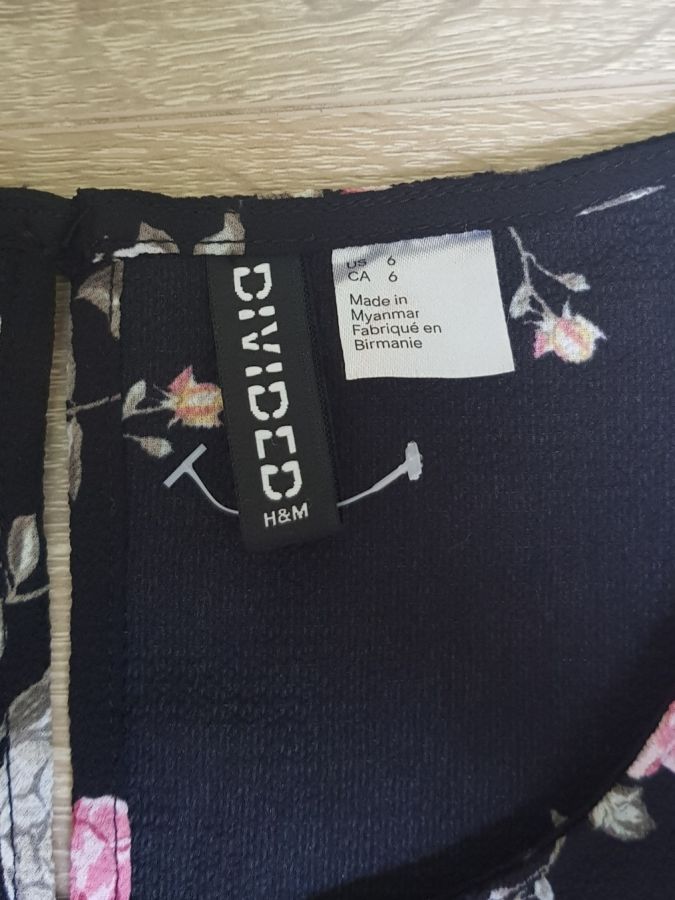 DIVIDED
H&M
US 6
CA 6
Made in
Myanmar
Fabriqué en
Birmanie